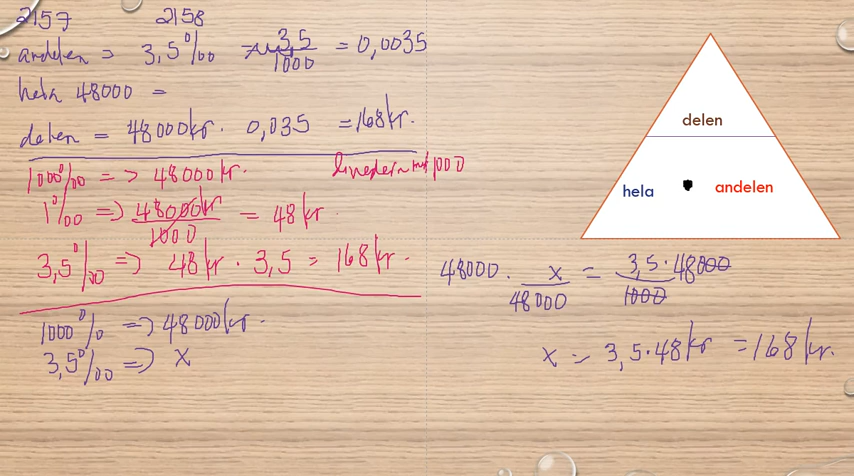 2157 2158
andelen = 3,5 ‰ = 3,5/1000 = 0,0035
hela 48000 =
delen = 48000kr. 0,035 = 168kr.
1000 ‰ => 48000kr.
1000
1 ‰ => 48000kr/1000 = 48kr.
3,5 ‰ => 48kr · 3,5 = 168kr.
1000 % => 48000kr.
3,5 ‰ => x
delen
hela andelen
48000 · x/48000 = 3,5·48000/1000
x = 3,5·48kr = 168kr.